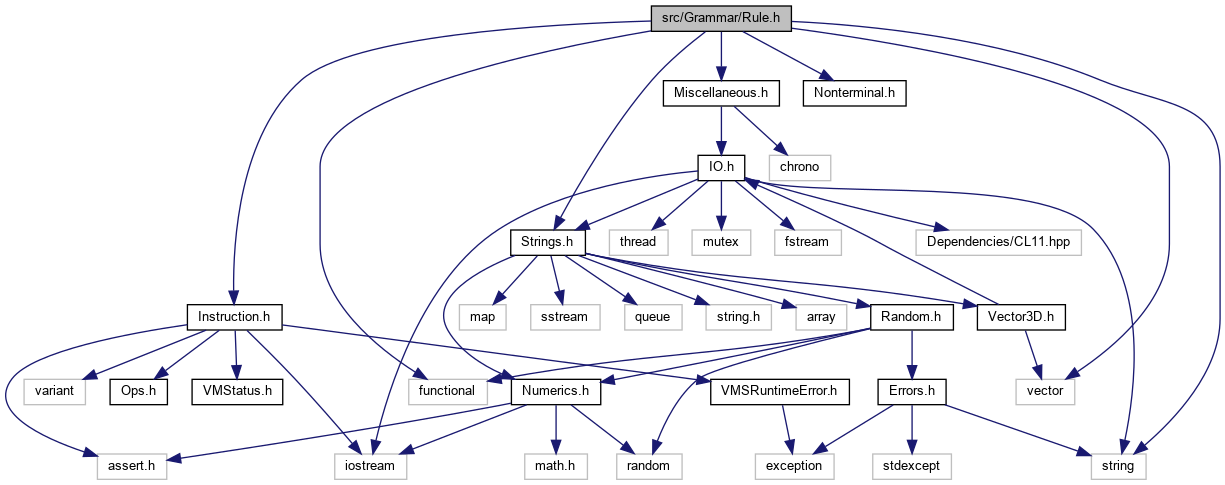 src/Grammar/Rule.h
Miscellaneous.h
Nonterminal.h
IO.h
chrono
Strings.h
thread
mutex
fstream
Dependencies/CL11.hpp
Instruction.h
map
sstream
queue
string.h
array
Random.h
Vector3D.h
variant
Ops.h
VMStatus.h
functional
Numerics.h
VMSRuntimeError.h
Errors.h
vector
assert.h
iostream
math.h
random
exception
stdexcept
string